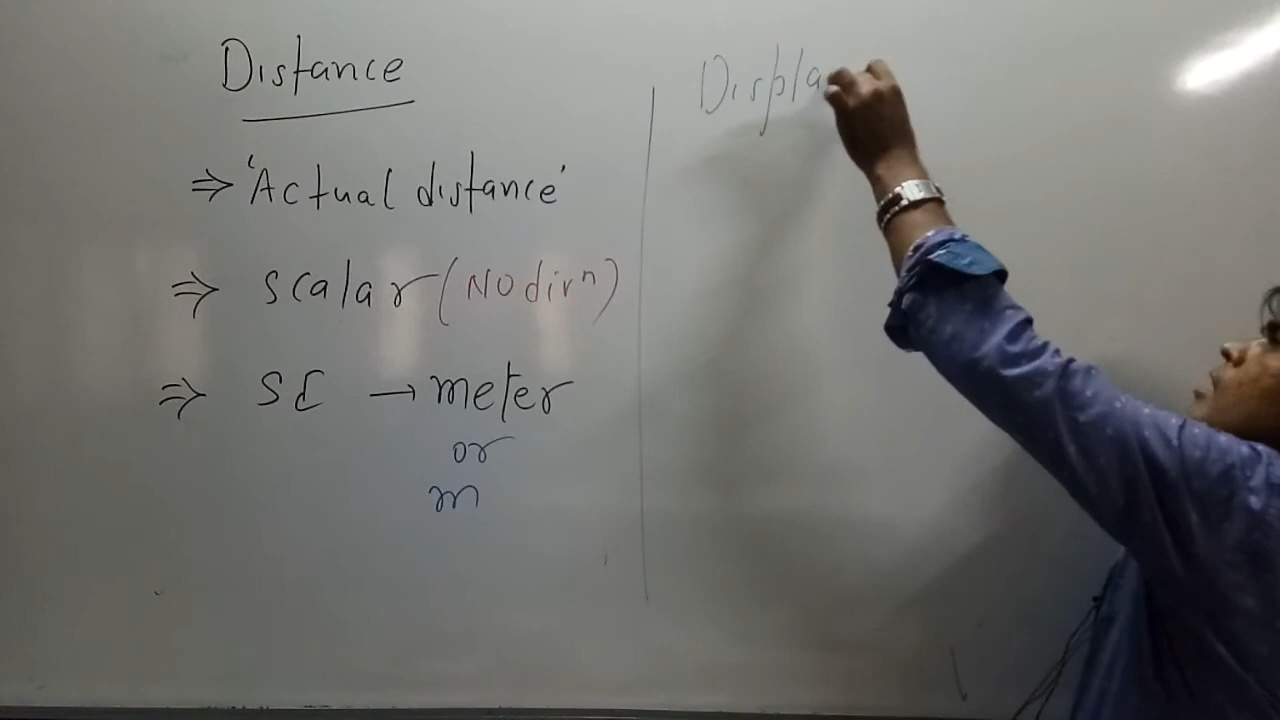 Distance
⇒ 'Actual distance'
⇒ Scalar (No dirⁿ)
⇒ SI → meter
or
m
Displa